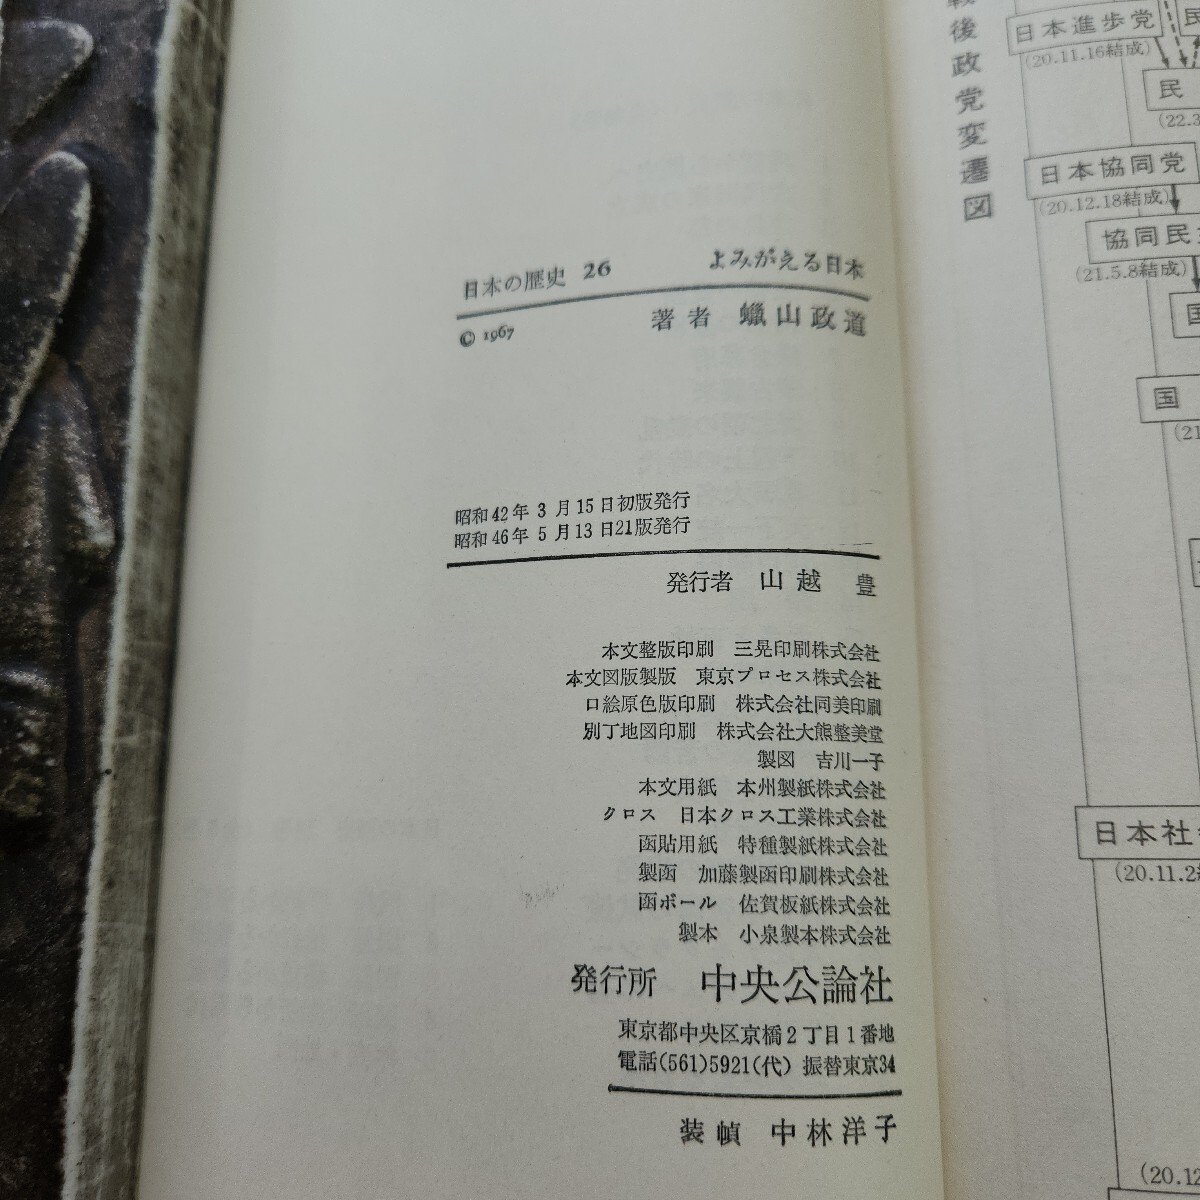 日本の歴史 26 よみがえる日本
© 1967 著者 蠟山政道
昭和42年3月15日初版発行
昭和46年5月13日21版発行
発行者 山越 豊
本文整版印刷 三晃印刷株式会社
本文図版製版 東京プロセス株式会社
口絵原色版印刷 株式会社同美印刷
別丁地図印刷 株式会社大熊整美堂
製図 吉川一子
本文用紙 本州製紙株式会社
クロス 日本クロス工業株式会社
函貼用紙 特種製紙株式会社
製函 加藤製函印刷株式会社
函ボール 佐賀板紙株式会社
製本 小泉製本株式会社
発行所 中央公論社
東京都中央区京橋2丁目1番地
電話(561)5921(代) 振替東京34
装幀 中林洋子
後政党変遷図
日本進歩党
(20.11.16結成)
民
(22.3
日本協同党
(20.12.18結成)
協同民
(21.5.8結成)
国
国
(21
日本社
(20.11.2
(20.12